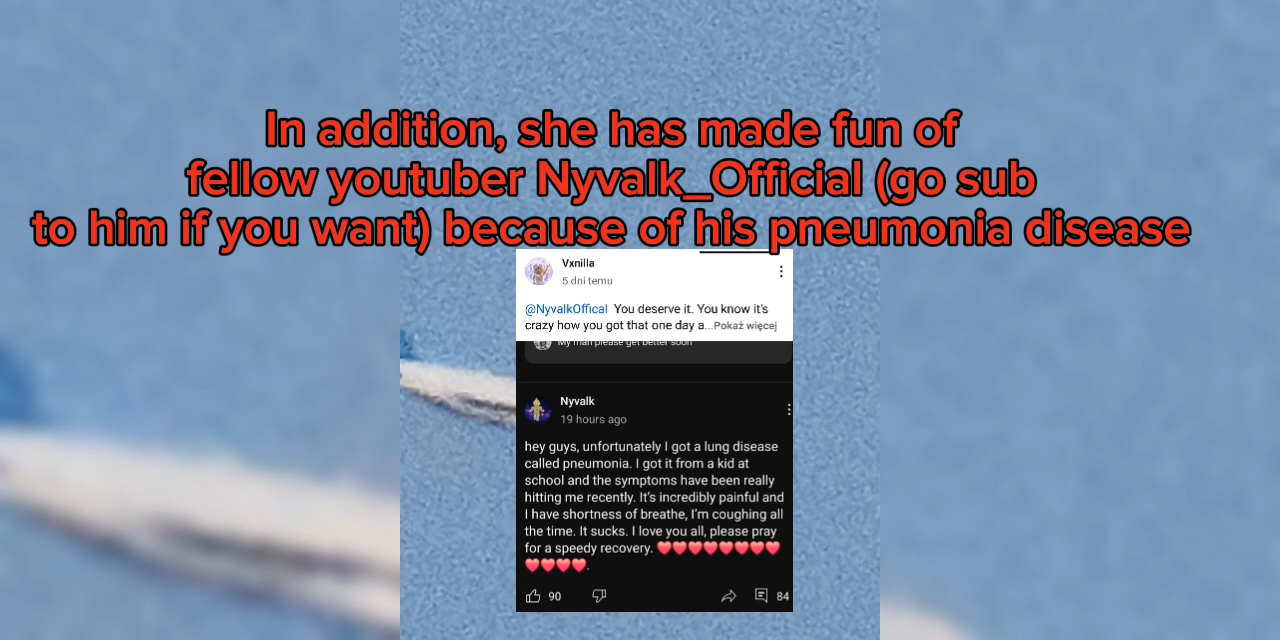 In addition, she has made fun of
fellow youtuber Nyvalk_Official (go sub
to him if you want) because of his pneumonia disease
Vxnilla
5 dni temu
@NyvalkOffical You deserve it. You know it's
crazy how you got that one day a...Pokaż więcej
My man please get better soon
Nyvalk
19 hours ago
hey guys, unfortunately I got a lung disease
called pneumonia. I got it from a kid at
school and the symptoms have been really
hitting me recently. It's incredibly painful and
I have shortness of breathe, I'm coughing all
the time. It sucks. I love you all, please pray
for a speedy recovery. ❤️❤️❤️❤️❤️❤️❤️❤️
❤️❤️❤️❤️.
90
84